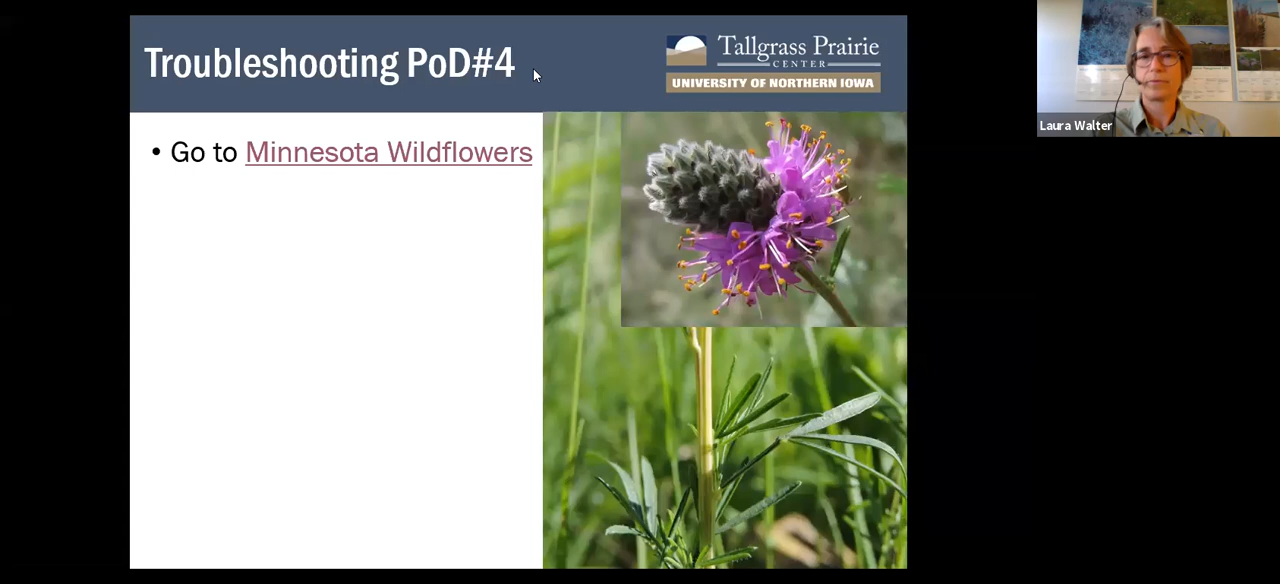 Troubleshooting PoD#4
Tallgrass Prairie
CENTER
UNIVERSITY OF NORTHERN IOWA
• Go to Minnesota Wildflowers
Laura Walter